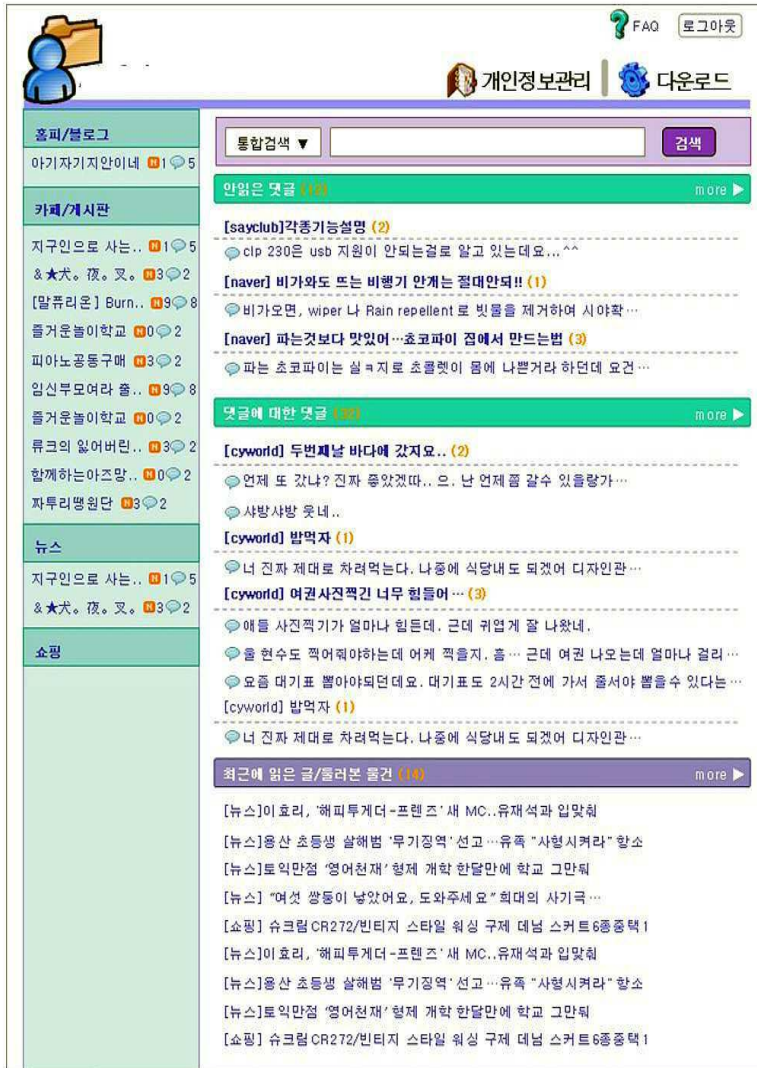 FAQ 로그아웃
개인정보관리 다운로드
홈피/블로그
아기자기지안이네 N 1 5
카페/게시판
지구인으로 사는.. N 1 5
&★犬。夜。叉。 N 3 2
[말퓨리온] Burn.. N 9 8
즐거운놀이학교 N 0 2
피아노공동구매 N 3 2
임신부모여라 출.. N 9 8
즐거운놀이학교 N 0 2
류크의 잃어버린.. N 3 2
함께하는아즈망.. N 0 2
짜투리땡원단 N 3 2
뉴스
지구인으로 사는.. N 1 5
&★犬。夜。叉。 N 3 2
쇼핑
통합검색 ▼ 검색
안읽은 댓글 (12) more ▶
[sayclub]각종기능설명 (2)
clp 230은 usb 지원이 안되는걸로 알고 있는데요...^^
[naver] 비가와도 뜨는 비행기 안개는 절대안돼!! (1)
비가오면, wiper 나 Rain repellent 로 빗물을 제거하여 시야확…
[naver] 파는것보다 맛있어…쵸코파이 집에서 만드는법 (3)
파는 초코파이는 실ㅋ지로 초콜렛이 몸에 나쁜거라 하던데 요건…
댓글에 대한 댓글 (32) more ▶
[cyworld] 두번째날 바다에 갔지요.. (2)
언제 또 갔냐? 진짜 좋았겠따.. 으. 난 언제쯤 갈수 있을랑가…
샤방샤방 웃네..
[cyworld] 밥먹자 (1)
너 진짜 제대로 차려먹는다. 나중에 식당내도 되겠어 디자인관…
[cyworld] 여권사진찍긴 너무 힘들어… (3)
애들 사진찍기가 얼마나 힘든데. 근데 귀엽게 잘 나왔네.
울 현수도 찍어줘야하는데 어케 찍을지. 흠… 근데 여권 나오는데 얼마나 걸리…
요즘 대기표 뽑아야되던데요. 대기표도 2시간 전에 가서 줄서야 뽑을수 있다는…
[cyworld] 밥먹자 (1)
너 진짜 제대로 차려먹는다. 나중에 식당내도 되겠어 디자인관…
최근에 읽은 글/둘러본 물건 (14) more ▶
[뉴스]이효리, '해피투게더-프렌즈' 새 MC..유재석과 입맞춰
[뉴스]용산 초등생 살해범 '무기징역' 선고…유족 "사형시켜라" 항소
[뉴스]토익만점 '영어천재' 형제 개학 한달만에 학교 그만둬
[뉴스] "여섯 쌍둥이 낳았어요, 도와주세요" 희대의 사기극…
[쇼핑] 슈크림CR272/빈티지 스타일 워싱 구제 데님 스커트6종중택1
[뉴스]이효리, '해피투게더-프렌즈' 새 MC..유재석과 입맞춰
[뉴스]용산 초등생 살해범 '무기징역' 선고…유족 "사형시켜라" 항소
[뉴스]토익만점 '영어천재' 형제 개학 한달만에 학교 그만둬
[쇼핑] 슈크림CR272/빈티지 스타일 워싱 구제 데님 스커트6종중택1